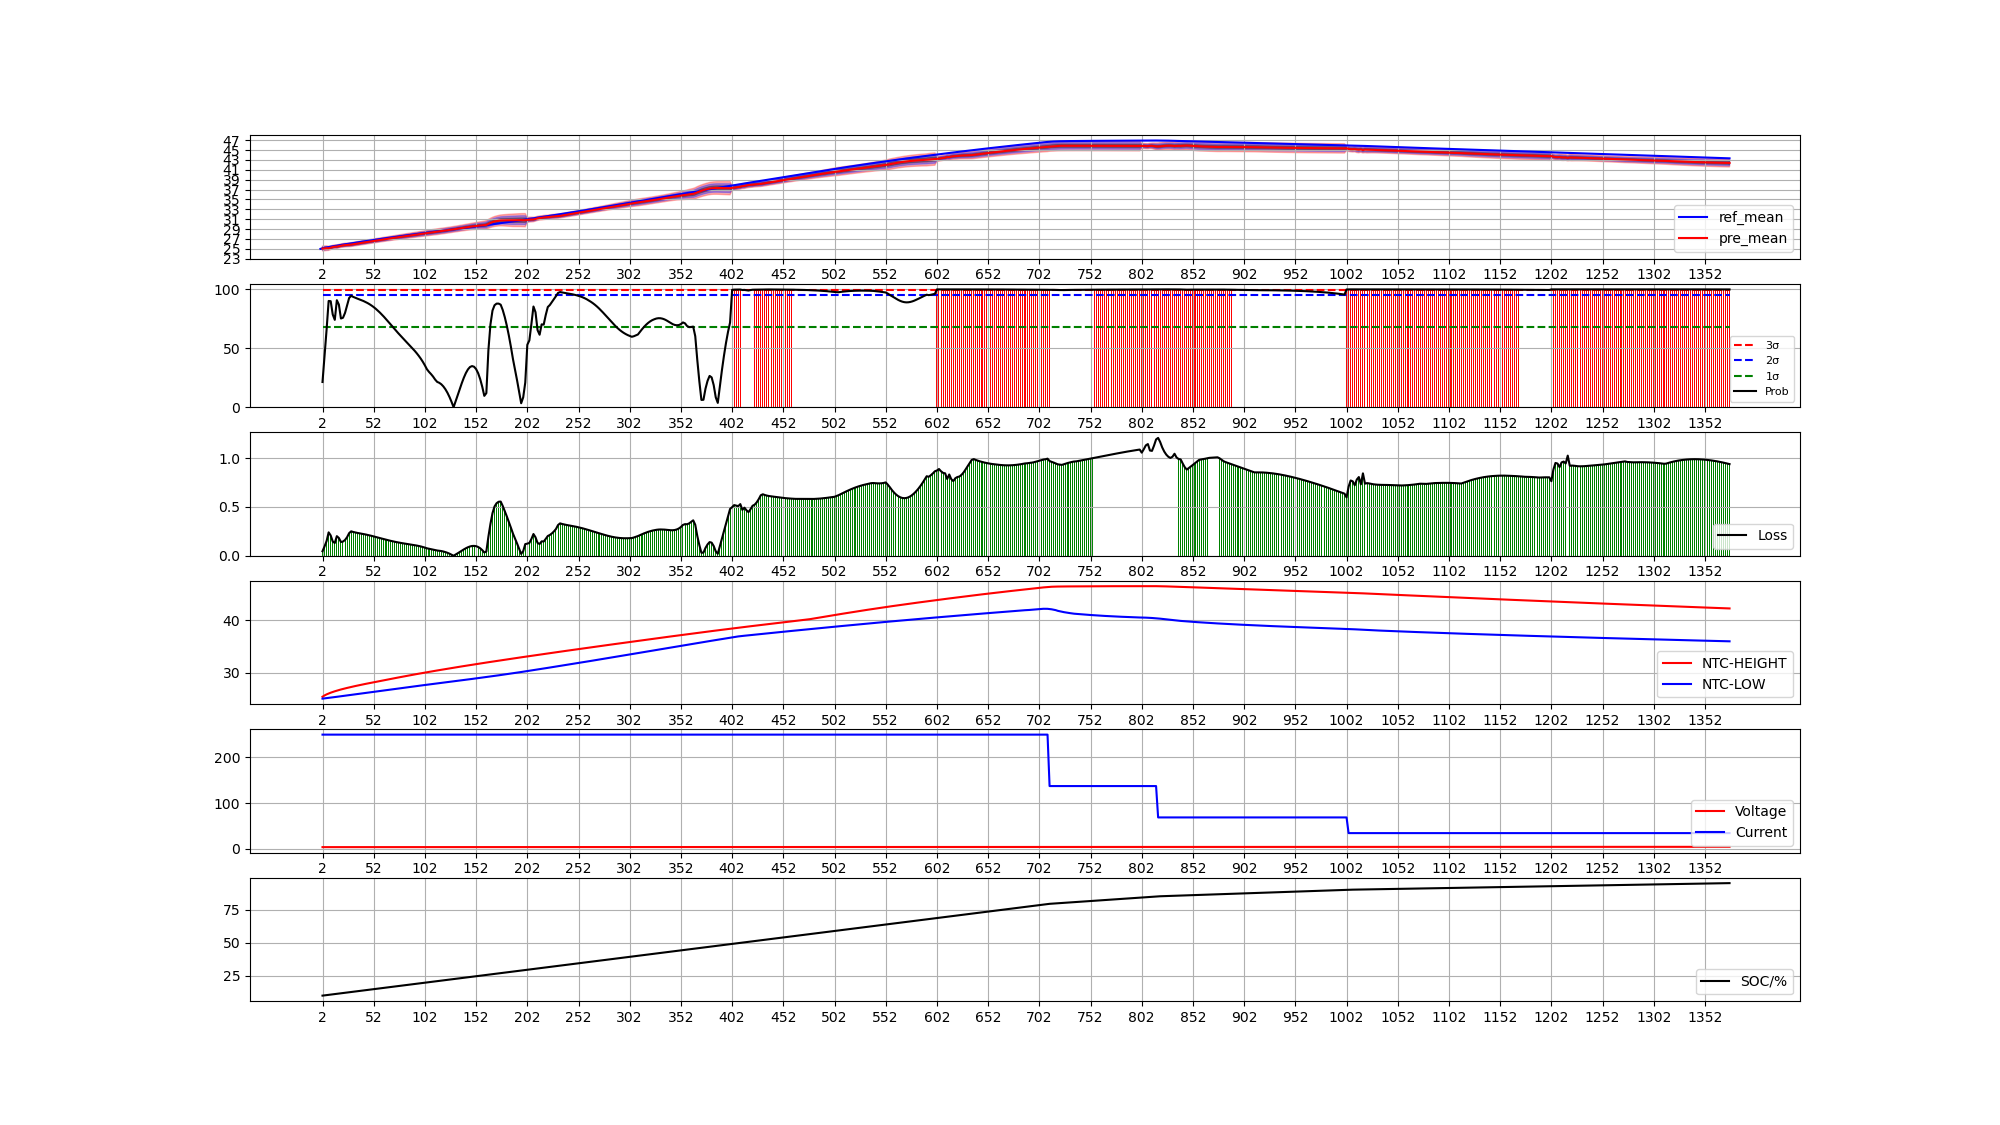 47
45
43
41
39
37
35
33
31
29
27
25
23
ref_mean
pre_mean
2 52 102 152 202 252 302 352 402 452 502 552 602 652 702 752 802 852 902 952 1002 1052 1102 1152 1202 1252 1302 1352
100
50
0
3σ
2σ
1σ
Prob
2 52 102 152 202 252 302 352 402 452 502 552 602 652 702 752 802 852 902 952 1002 1052 1102 1152 1202 1252 1302 1352
1.0
0.5
0.0
Loss
2 52 102 152 202 252 302 352 402 452 502 552 602 652 702 752 802 852 902 952 1002 1052 1102 1152 1202 1252 1302 1352
40
30
NTC-HEIGHT
NTC-LOW
2 52 102 152 202 252 302 352 402 452 502 552 602 652 702 752 802 852 902 952 1002 1052 1102 1152 1202 1252 1302 1352
200
100
0
Voltage
Current
2 52 102 152 202 252 302 352 402 452 502 552 602 652 702 752 802 852 902 952 1002 1052 1102 1152 1202 1252 1302 1352
75
50
25
SOC/%
2 52 102 152 202 252 302 352 402 452 502 552 602 652 702 752 802 852 902 952 1002 1052 1102 1152 1202 1252 1302 1352